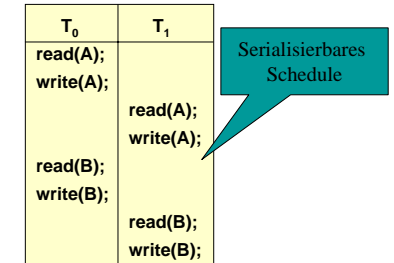 T0 T1
read(A);
write(A);
read(A);
write(A);
read(B);
write(B);
read(B);
write(B);
Serialisierbares
Schedule